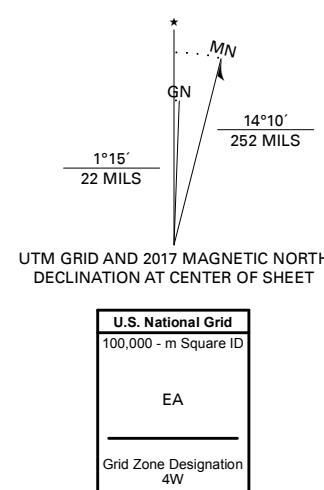 ★
MN
GN
14°10´
252 MILS
1°15´
22 MILS
UTM GRID AND 2017 MAGNETIC NORTH
DECLINATION AT CENTER OF SHEET
U.S. National Grid
100,000 - m Square ID
EA
Grid Zone Designation
4W